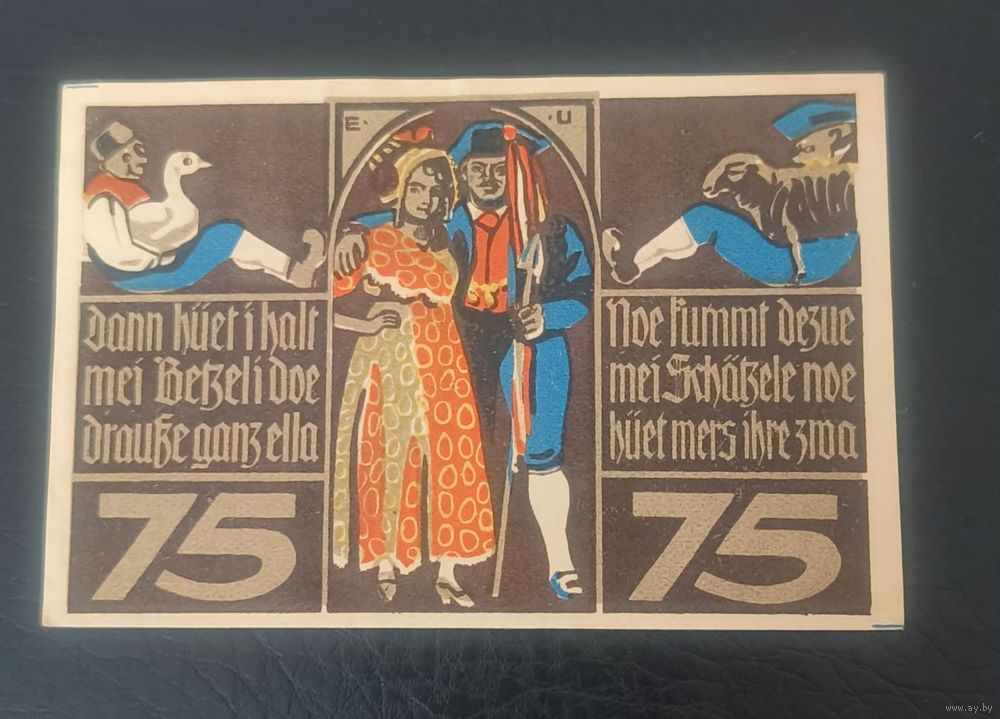 E. .U
Dann hüet i halt
mei Betzeli doe
drauße ganz ella
Noe kummt dezue
mei Schätzele noe
hüet mers ihre zwa
75
75
www.ay.by